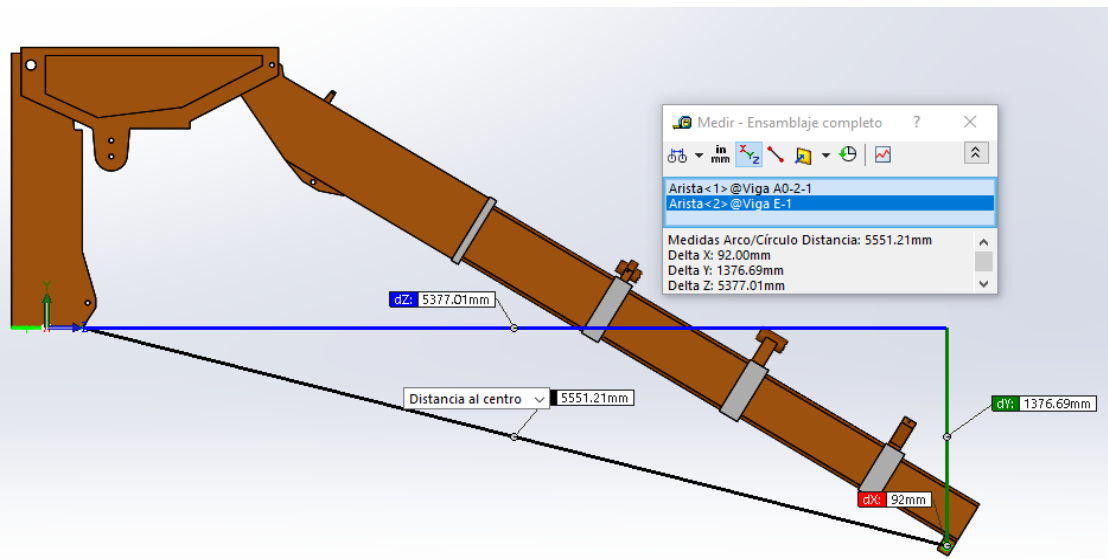 Medir - Ensamblaje completo ?
in
mm
X Y Z
Arista<1>@Viga A0-2-1
Arista<2>@Viga E-1
Medidas Arco/Círculo Distancia: 5551.21mm
Delta X: 92.00mm
Delta Y: 1376.69mm
Delta Z: 5377.01mm
dZ: 5377.01mm
Y
Z
Distancia al centro 5551.21mm
dY: 1376.69mm
dX: 92mm